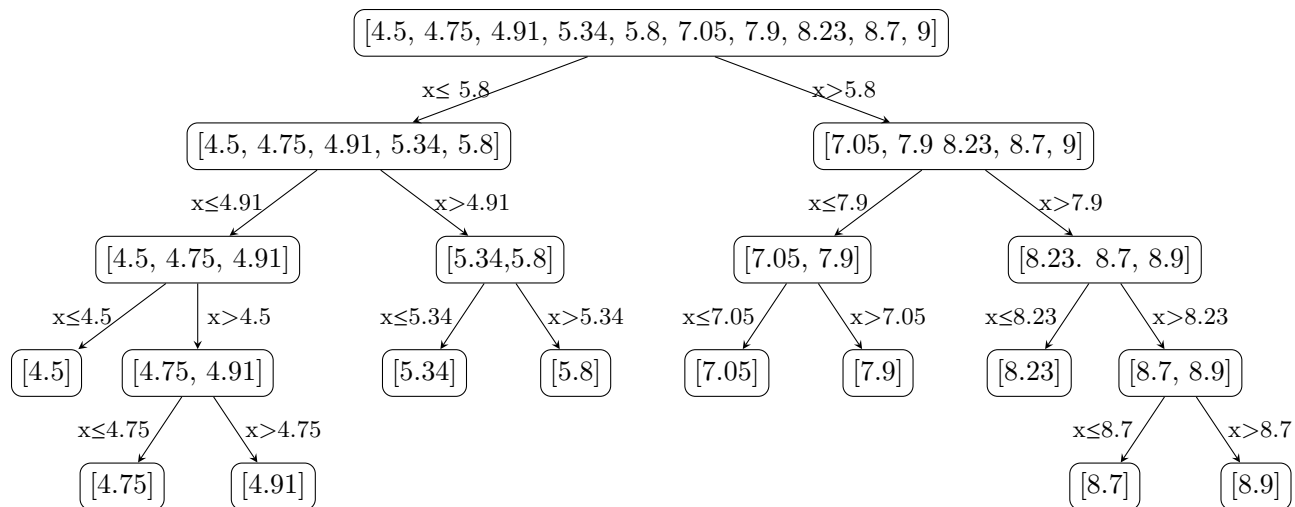 [4.5, 4.75, 4.91, 5.34, 5.8, 7.05, 7.9, 8.23, 8.7, 9]
x≤ 5.8
x>5.8
[4.5, 4.75, 4.91, 5.34, 5.8]
[7.05, 7.9 8.23, 8.7, 9]
x≤4.91
x>4.91
x≤7.9
x>7.9
[4.5, 4.75, 4.91]
[5.34,5.8]
[7.05, 7.9]
[8.23. 8.7, 8.9]
x≤4.5
x>4.5
x≤5.34
x>5.34
x≤7.05
x>7.05
x≤8.23
x>8.23
[4.5]
[4.75, 4.91]
[5.34]
[5.8]
[7.05]
[7.9]
[8.23]
[8.7, 8.9]
x≤4.75
x>4.75
x≤8.7
x>8.7
[4.75]
[4.91]
[8.7]
[8.9]